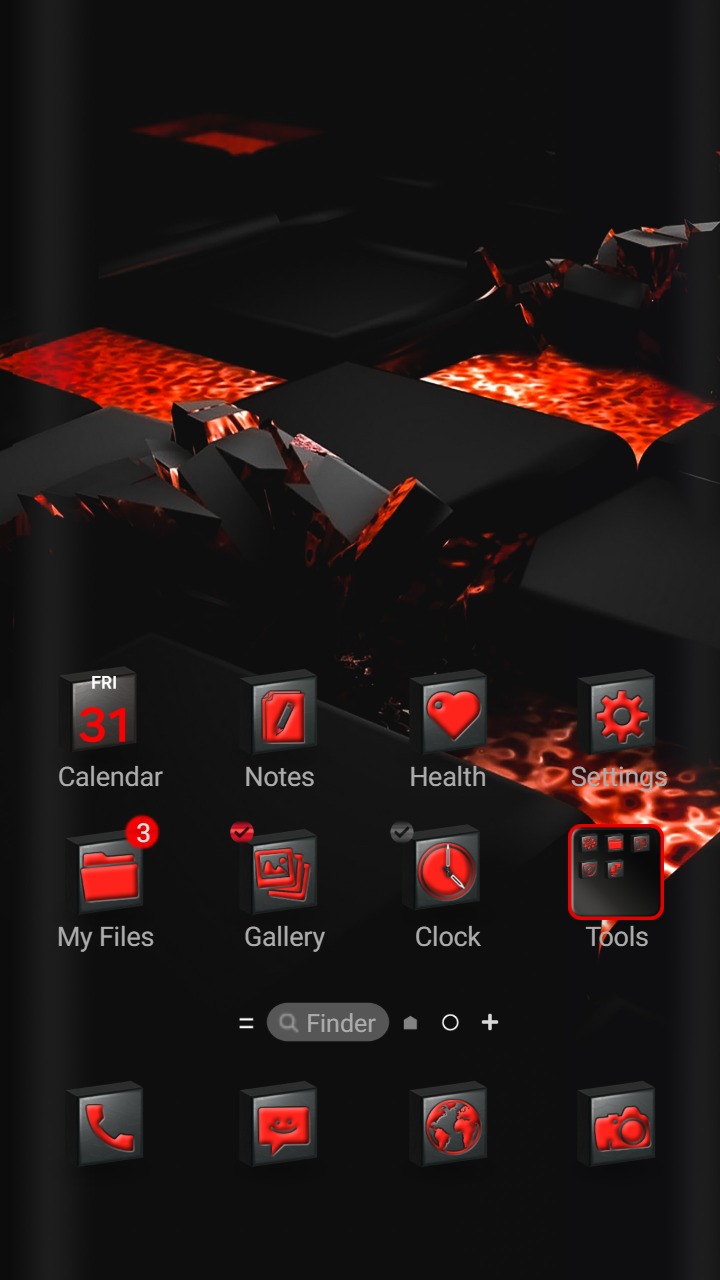 FRI
31
Calendar
Notes
Health
Settings
3
My Files
Gallery
Clock
Tools
Finder